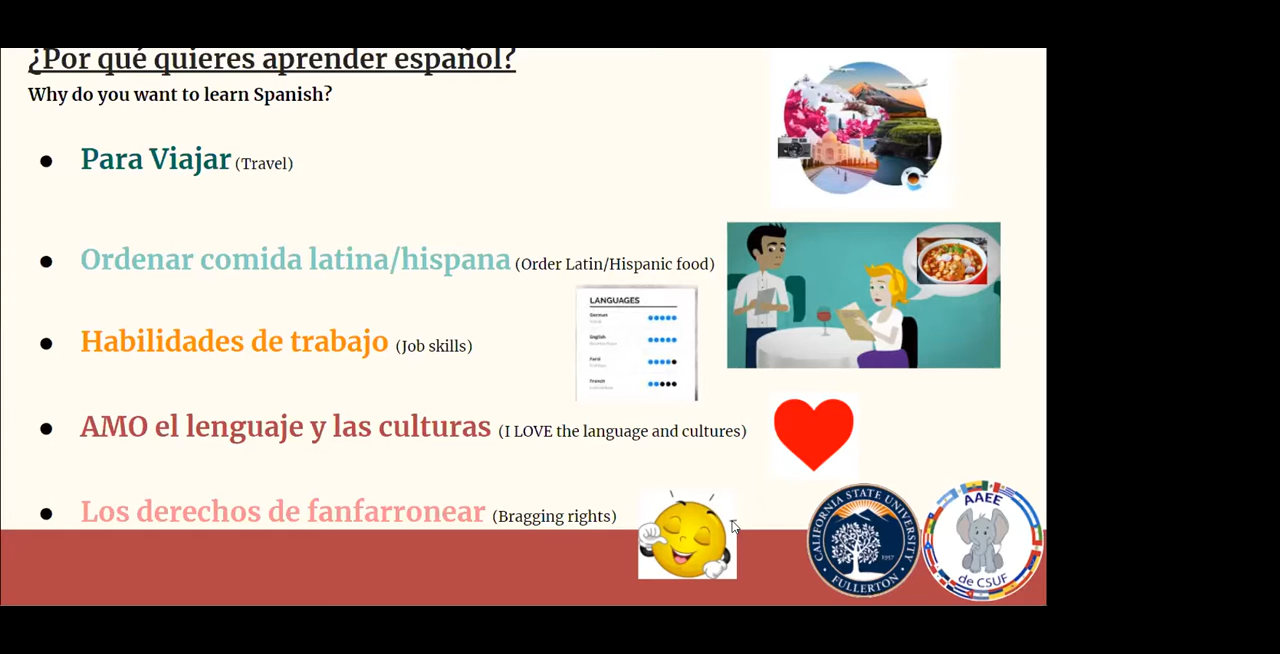 ¿Por qué quieres aprender español?
Why do you want to learn Spanish?
Para Viajar (Travel)
Ordenar comida latina/hispana (Order Latin/Hispanic food)
LANGUAGES
German
English
Farsi
French
Habilidades de trabajo (Job skills)
AMO el lenguaje y las culturas (I LOVE the language and cultures)
Los derechos de fanfarronear (Bragging rights)
CALIFORNIA STATE UNIVERSITY
1957
FULLERTON
AAEE
de CSUF